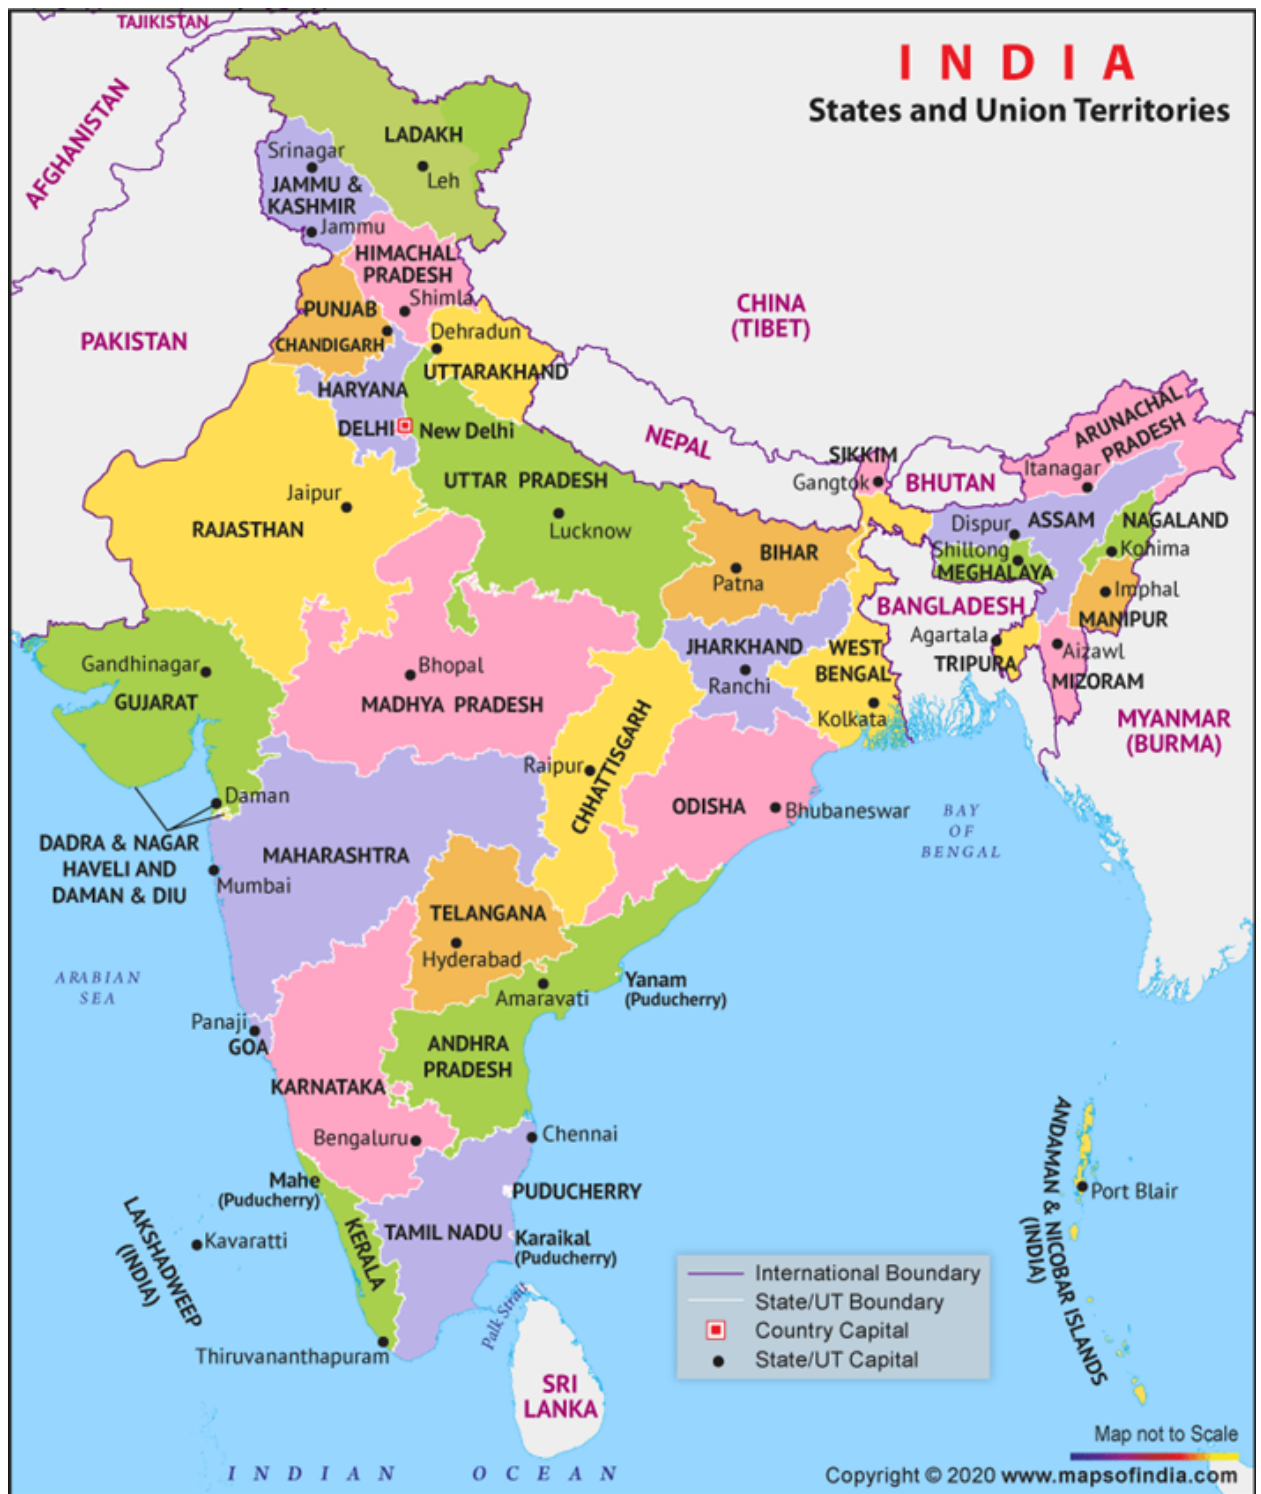 TAJIKISTAN
INDIA
States and Union Territories
AFGHANISTAN
LADAKH
Leh
Srinagar
JAMMU &
KASHMIR
Jammu
HIMACHAL
PRADESH
Shimla
PUNJAB
CHANDIGARH
Dehradun
UTTARAKHAND
CHINA
(TIBET)
PAKISTAN
HARYANA
DELHI
New Delhi
NEPAL
UTTAR PRADESH
Lucknow
Jaipur
RAJASTHAN
SIKKIM
Gangtok
BHUTAN
ARUNACHAL
PRADESH
Itanagar
Dispur
ASSAM
NAGALAND
Kohima
Shillong
MEGHALAYA
Imphal
MANIPUR
BIHAR
Patna
BANGLADESH
Agartala
TRIPURA
Aizawl
MIZORAM
MYANMAR
(BURMA)
JHARKHAND
Ranchi
WEST
BENGAL
Kolkata
Gandhinagar
GUJARAT
Bhopal
MADHYA PRADESH
Raipur
CHHATTISGARH
ODISHA
Bhubaneswar
BAY
OF
BENGAL
Daman
DADRA & NAGAR
HAVELI AND
DAMAN & DIU
MAHARASHTRA
Mumbai
TELANGANA
Hyderabad
Amaravati
Yanam
(Puducherry)
ARABIAN
SEA
Panaji
GOA
ANDHRA
PRADESH
KARNATAKA
Bengaluru
Chennai
Mahe
(Puducherry)
PUDUCHERRY
LAKSHADWEEP
(INDIA)
Kavaratti
KERALA
TAMIL NADU
Karaikal
(Puducherry)
Thiruvananthapuram
Palk Strait
SRI
LANKA
ANDAMAN & NICOBAR ISLANDS
(INDIA)
Port Blair
International Boundary
State/UT Boundary
Country Capital
State/UT Capital
INDIAN OCEAN
Map not to Scale
Copyright © 2020 www.mapsofindia.com